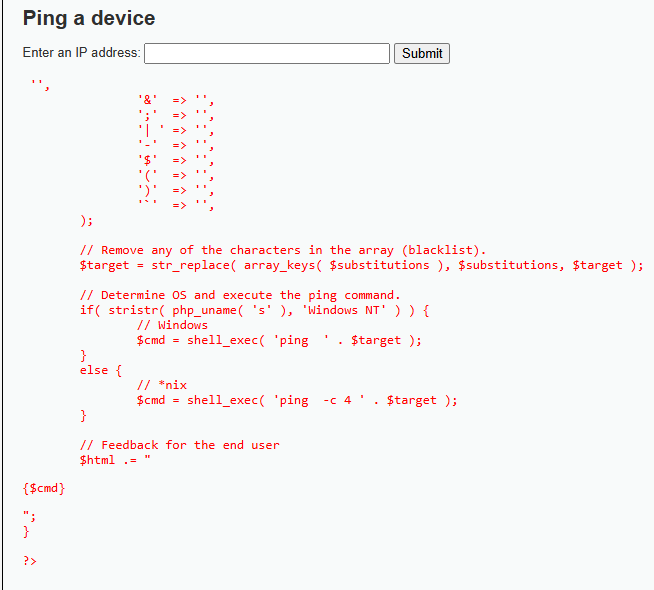 Ping a device
Enter an IP address: Submit
'',
'&' => '',
';' => '',
'| ' => '',
'-' => '',
'$' => '',
'(' => '',
')' => '',
'`' => '',
);
// Remove any of the characters in the array (blacklist).
$target = str_replace( array_keys( $substitutions ), $substitutions, $target );
// Determine OS and execute the ping command.
if( stristr( php_uname( 's' ), 'Windows NT' ) ) {
// Windows
$cmd = shell_exec( 'ping  ' . $target );
}
else {
// *nix
$cmd = shell_exec( 'ping  -c 4 ' . $target );
}
// Feedback for the end user
$html .= "
{$cmd}
";
}
?>